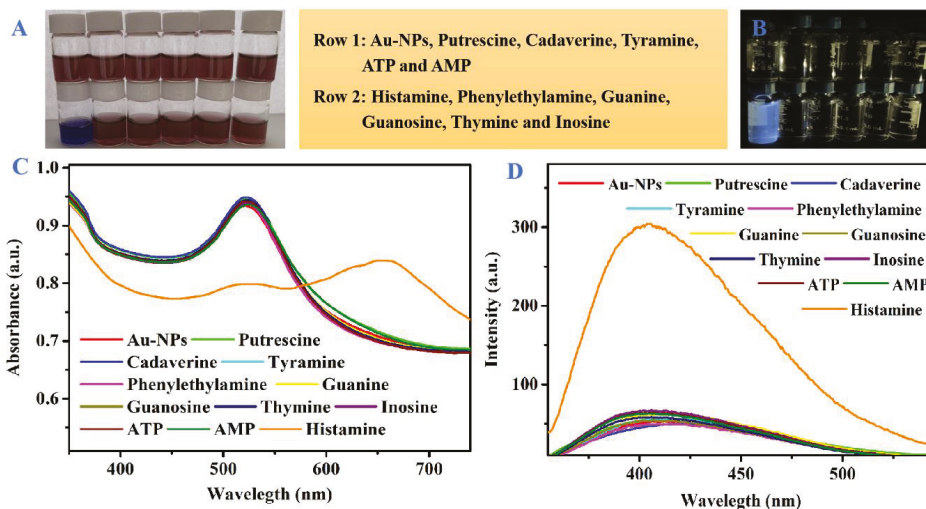 A
Row 1: Au-NPs, Putrescine, Cadaverine, Tyramine,
ATP and AMP
Row 2: Histamine, Phenylethylamine, Guanine,
Guanosine, Thymine and Inosine
B
C
1.0
0.9
0.8
0.7
0.6
Absorbance (a.u.)
Au-NPs Putrescine
Cadaverine Tyramine
Phenylethylamine Guanine
Guanosine Thymine Inosine
ATP AMP Histamine
400 500 600 700
Wavelegth (nm)
D
300
200
100
Intensity (a.u.)
Au-NPs Putrescine Cadaverine
Tyramine Phenylethylamine
Guanine Guanosine
Thymine Inosine
ATP AMP
Histamine
400 450 500
Wavelegth (nm)